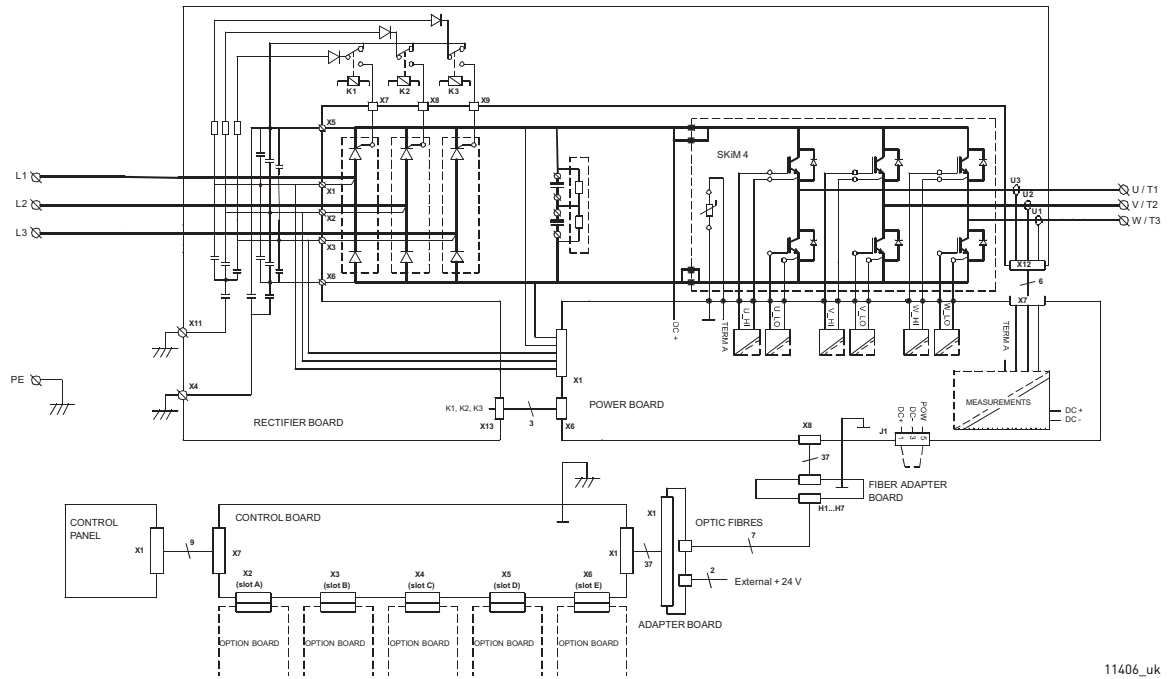 K1
K2
K3
X7
X8
X9
X5
SKiM 4
L1
X1
U3
U / T1
L2
U2
V / T2
X2
U1
L3
W / T3
X3
X6
X12
6
X7
X11
DC +
TERM A
U_HI
U_LO
V_HI
V_LO
W_HI
W_LO
TERM A
PE
X4
X1
MEASUREMENTS
DC +
DC -
K1, K2, K3
3
POWER BOARD
RECTIFIER BOARD
X13
X6
DC+
DC-
POW
X8
J1
1
3
5
37
FIBER ADAPTER
BOARD
H1...H7
CONTROL
PANEL
X1
9
X7
CONTROL BOARD
X1
37
X1
OPTIC FIBRES
7
2
External + 24 V
X2
(slot A)
X3
(slot B)
X4
(slot C)
X5
(slot D)
X6
(slot E)
ADAPTER BOARD
OPTION BOARD
OPTION BOARD
OPTION BOARD
OPTION BOARD
OPTION BOARD
11406_uk